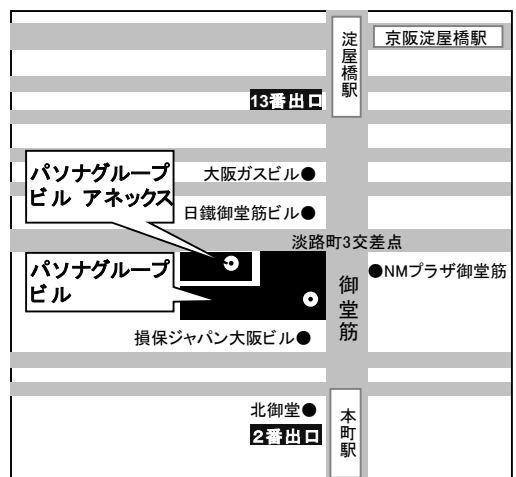 淀屋橋駅
京阪淀屋橋駅
13番出口
パソナグループ
ビル アネックス
大阪ガスビル●
日鐵御堂筋ビル●
淡路町3交差点
パソナグループ
ビル
●NMプラザ御堂筋
御堂筋
損保ジャパン大阪ビル●
北御堂●
2番出口
本町駅